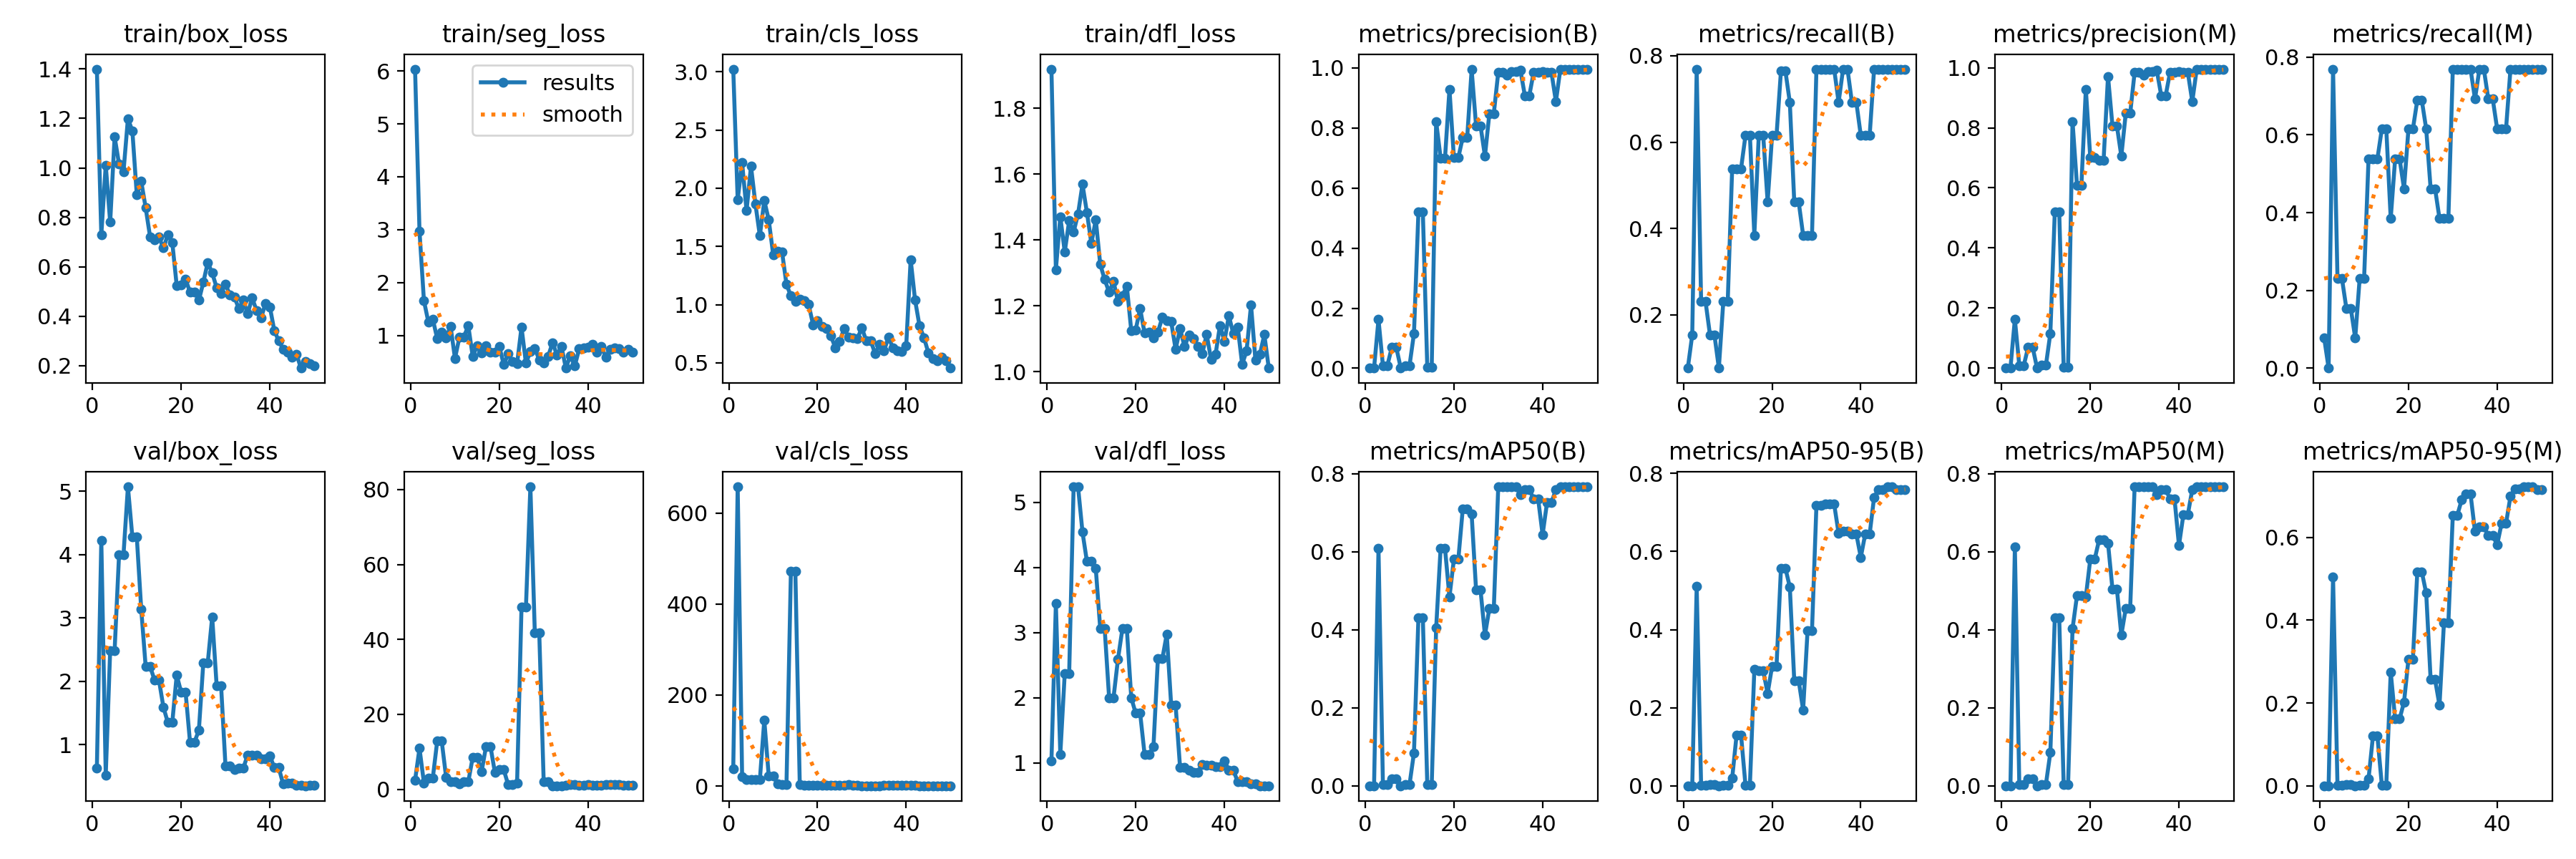 train/box_loss
1.4
1.2
1.0
0.8
0.6
0.4
0.2
0 20 40
train/seg_loss
results
smooth
6
5
4
3
2
1
0 20 40
train/cls_loss
3.0
2.5
2.0
1.5
1.0
0.5
0 20 40
train/dfl_loss
1.8
1.6
1.4
1.2
1.0
0 20 40
metrics/precision(B)
1.0
0.8
0.6
0.4
0.2
0.0
0 20 40
metrics/recall(B)
0.8
0.6
0.4
0.2
0 20 40
metrics/precision(M)
1.0
0.8
0.6
0.4
0.2
0.0
0 20 40
metrics/recall(M)
0.8
0.6
0.4
0.2
0.0
0 20 40
val/box_loss
5
4
3
2
1
0 20 40
val/seg_loss
80
60
40
20
0
0 20 40
val/cls_loss
600
400
200
0
0 20 40
val/dfl_loss
5
4
3
2
1
0 20 40
metrics/mAP50(B)
0.8
0.6
0.4
0.2
0.0
0 20 40
metrics/mAP50-95(B)
0.8
0.6
0.4
0.2
0.0
0 20 40
metrics/mAP50(M)
0.8
0.6
0.4
0.2
0.0
0 20 40
metrics/mAP50-95(M)
0.6
0.4
0.2
0.0
0 20 40